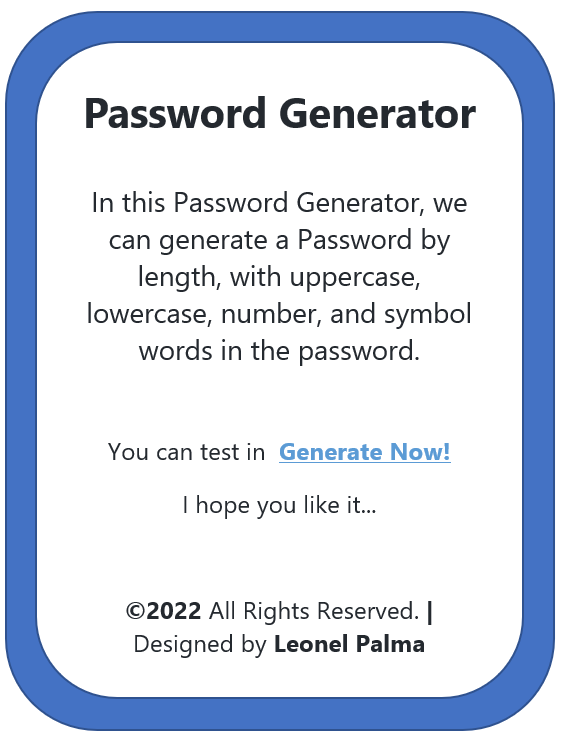 Password Generator
In this Password Generator, we
can generate a Password by
length, with uppercase,
lowercase, number, and symbol
words in the password.
You can test in Generate Now!
I hope you like it...
©2022 All Rights Reserved. |
Designed by Leonel Palma